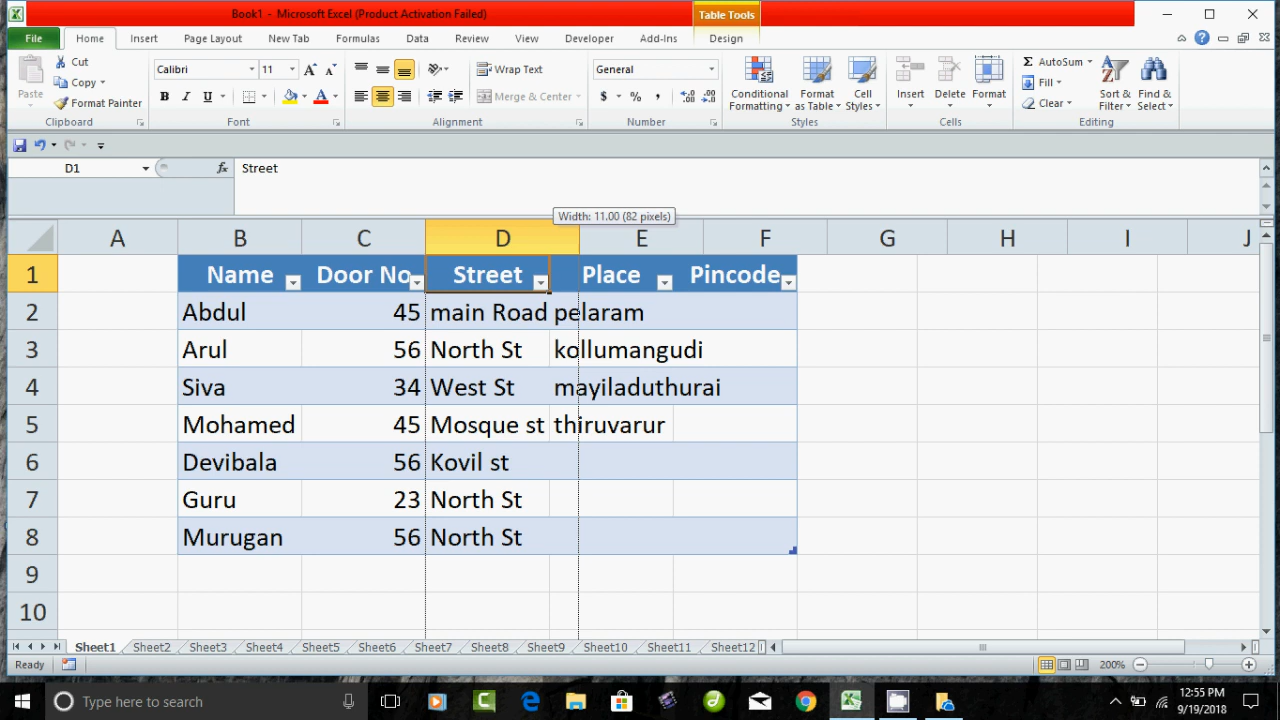 Book1 - Microsoft Excel (Product Activation Failed)
Table Tools
File Home Insert Page Layout New Tab Formulas Data Review View Developer Add-Ins Design
Paste
Cut
Copy
Format Painter
Clipboard
Calibri 11
B I U A
Font
Wrap Text
Merge & Center
Alignment
General
$ % ,
Number
Conditional Formatting
Format as Table
Cell Styles
Styles
Insert Delete Format
Cells
Σ AutoSum
Fill
Clear
Sort & Filter
Find & Select
Editing
D1 fx Street
Width: 11.00 (82 pixels)
A B C D E F G H I J
1 Name Door No Street Place Pincode
2 Abdul 45 main Road pelaram
3 Arul 56 North St kollumangudi
4 Siva 34 West St mayiladuthurai
5 Mohamed 45 Mosque st thiruvarur
6 Devibala 56 Kovil st
7 Guru 23 North St
8 Murugan 56 North St
9
10
Sheet1 Sheet2 Sheet3 Sheet4 Sheet5 Sheet6 Sheet7 Sheet8 Sheet9 Sheet10 Sheet11 Sheet12
Ready 200%
Type here to search
12:55 PM
9/19/2018